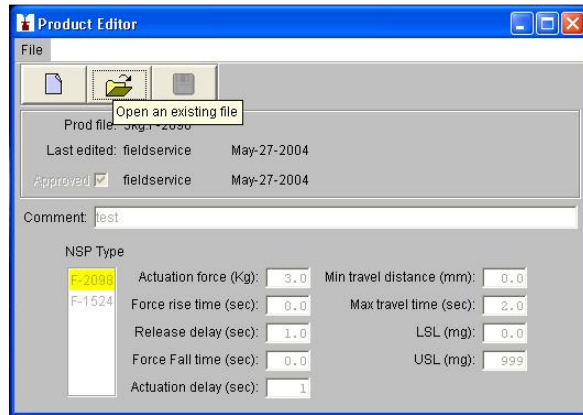 Product Editor
File
Open an existing file
Prod file: 3kg.F-2098
Last edited: fieldservice May-27-2004
Approved fieldservice May-27-2004
Comment: test
NSP Type
F-2098 Actuation force (Kg): 3.0 Min travel distance (mm): 0.0
F-1524 Force rise time (sec): 0.0 Max travel time (sec): 2.0
Release delay (sec): 1.0 LSL (mg): 0.0
Force Fall time (sec): 0.0 USL (mg): 999
Actuation delay (sec): 1